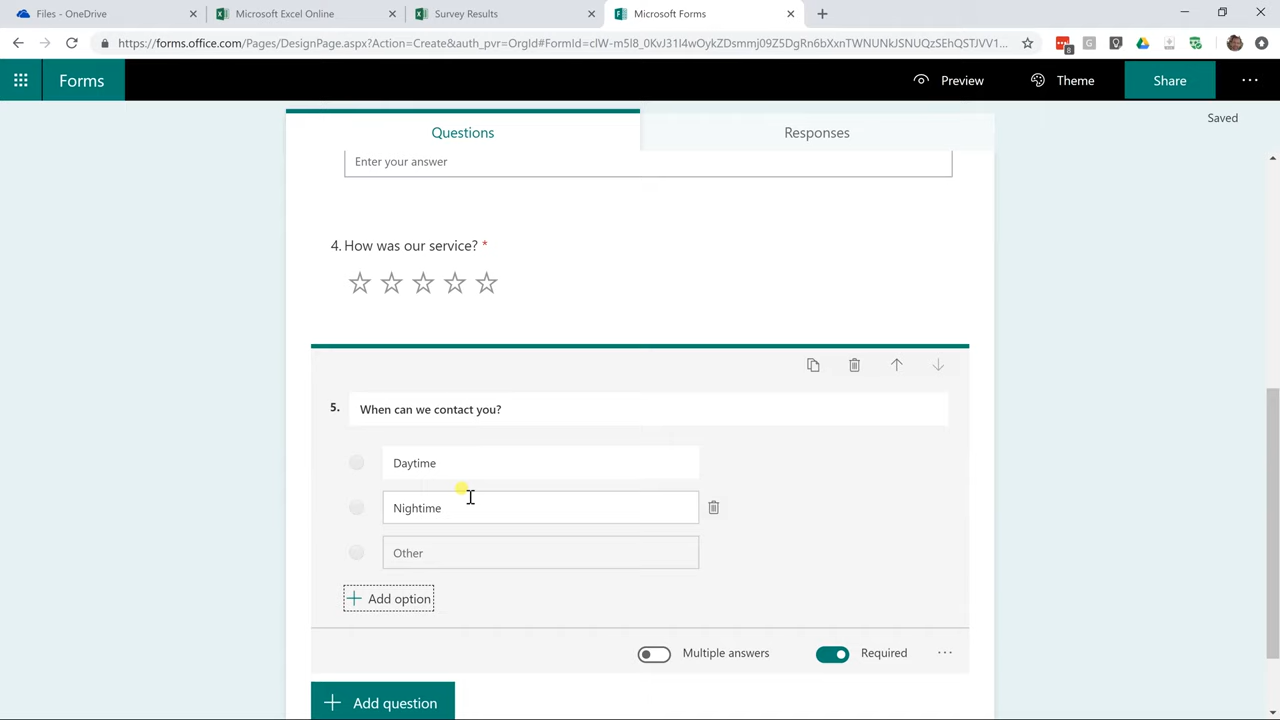 Files - OneDrive
Microsoft Excel Online
Survey Results
Microsoft Forms
https://forms.office.com/Pages/DesignPage.aspx?Action=Create&auth_pvr=OrgId#FormId=
8
Forms
Preview
Theme
Share
Questions
Responses
Saved
Enter your answer
4. How was our service? *
5.
When can we contact you?
Daytime
Nightime
Other
Add option
Multiple answers
Required
Add question